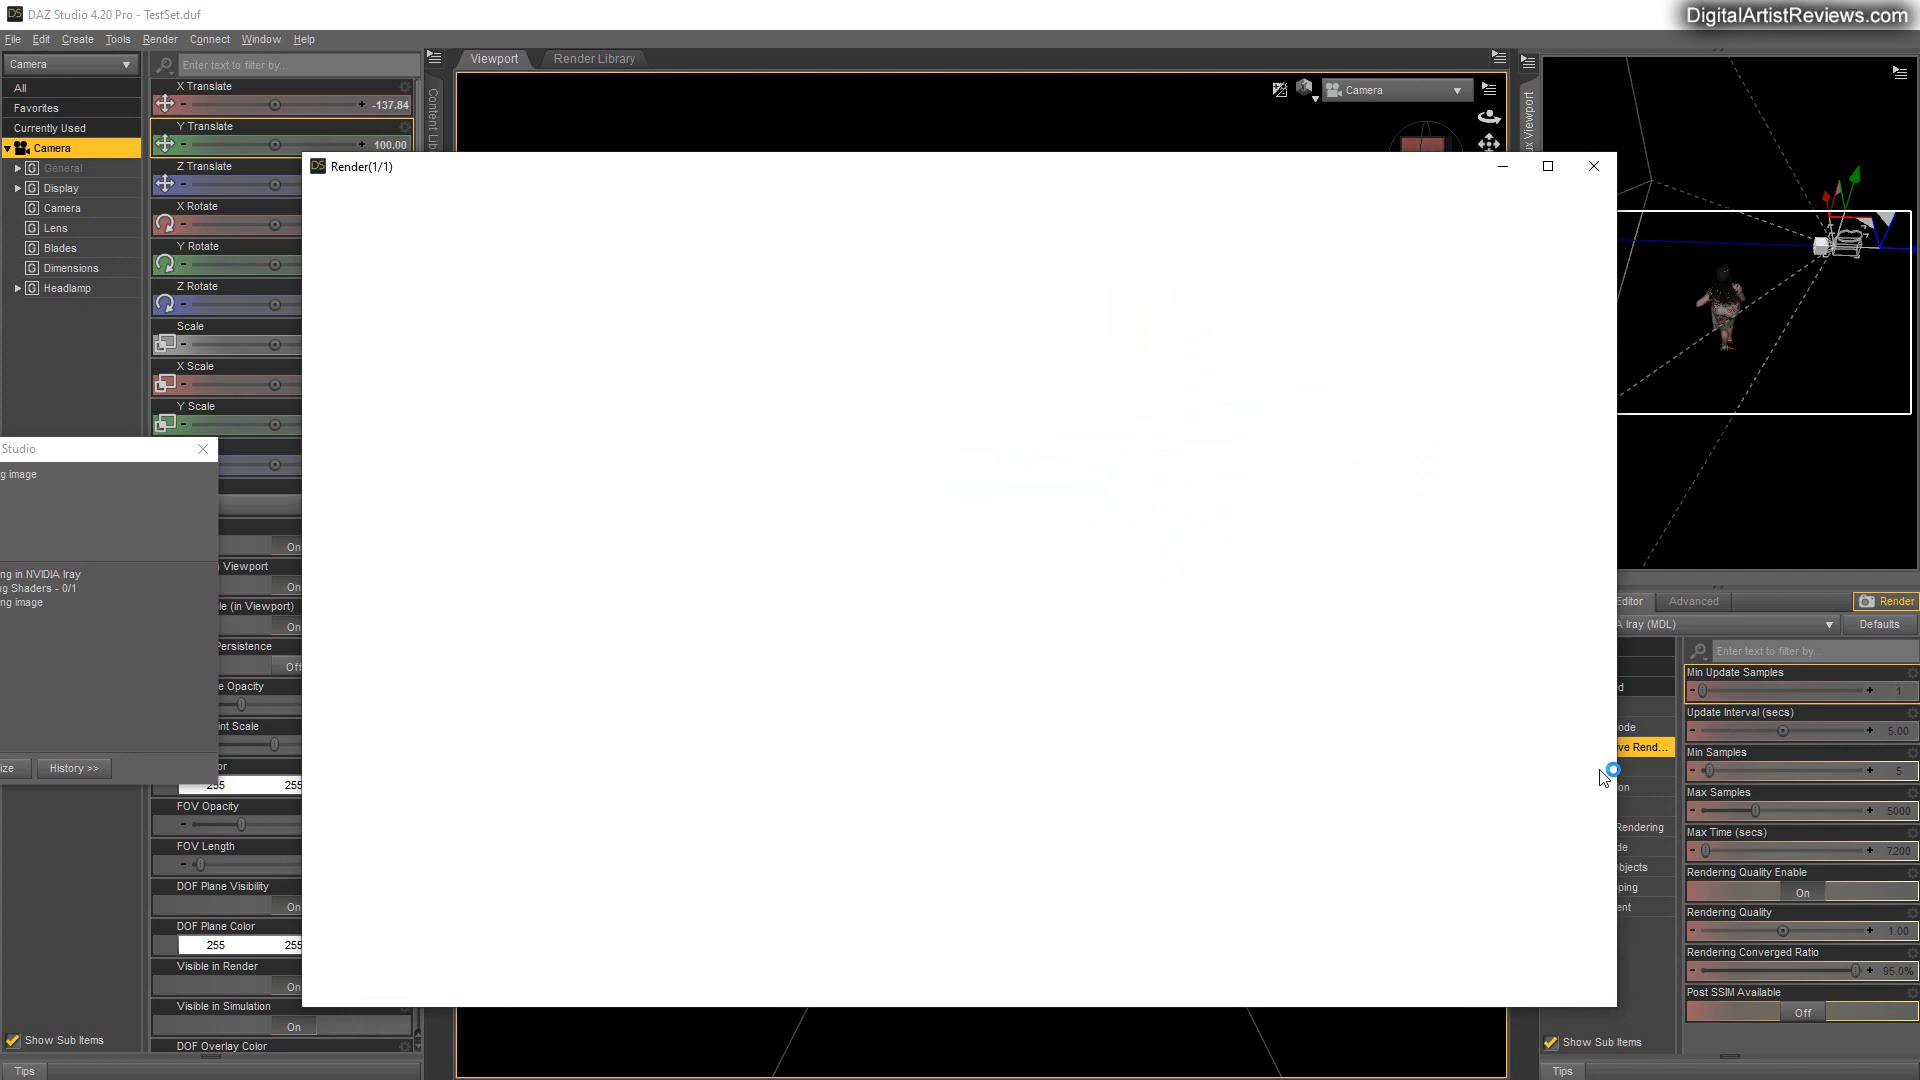 DAZ Studio 4.20 Pro - TestSet.duf
DigitalArtistReviews.com
File Edit Create Tools Render Connect Window Help
Camera
All
Favorites
Currently Used
Camera
General
Display
Camera
Lens
Blades
Dimensions
Headlamp
Show Sub Items
Tips
Enter text to filter by...
X Translate
-137.84
Y Translate
100.00
Z Translate
X Rotate
Y Rotate
Z Rotate
Scale
X Scale
Y Scale
On
Viewport
On
le (in Viewport)
On
Persistence
Off
e Opacity
int Scale
or
255 255
FOV Opacity
FOV Length
DOF Plane Visibility
On
DOF Plane Color
255 255
Visible in Render
On
Visible in Simulation
On
DOF Overlay Color
Studio
g image
ng in NVIDIA Iray
g Shaders - 0/1
ng image
ize
History >>
Content Lib
Viewport
Render Library
Camera
Render(1/1)
ux Viewport
Editor
Advanced
Render
A Iray (MDL)
Defaults
d
ode
ve Rend...
on
Rendering
de
bjects
ping
ent
Enter text to filter by...
Min Update Samples
1
Update Interval (secs)
5.00
Min Samples
5
Max Samples
5000
Max Time (secs)
7200
Rendering Quality Enable
On
Rendering Quality
1.00
Rendering Converged Ratio
95.0%
Post SSIM Available
Off
Show Sub Items
Tips